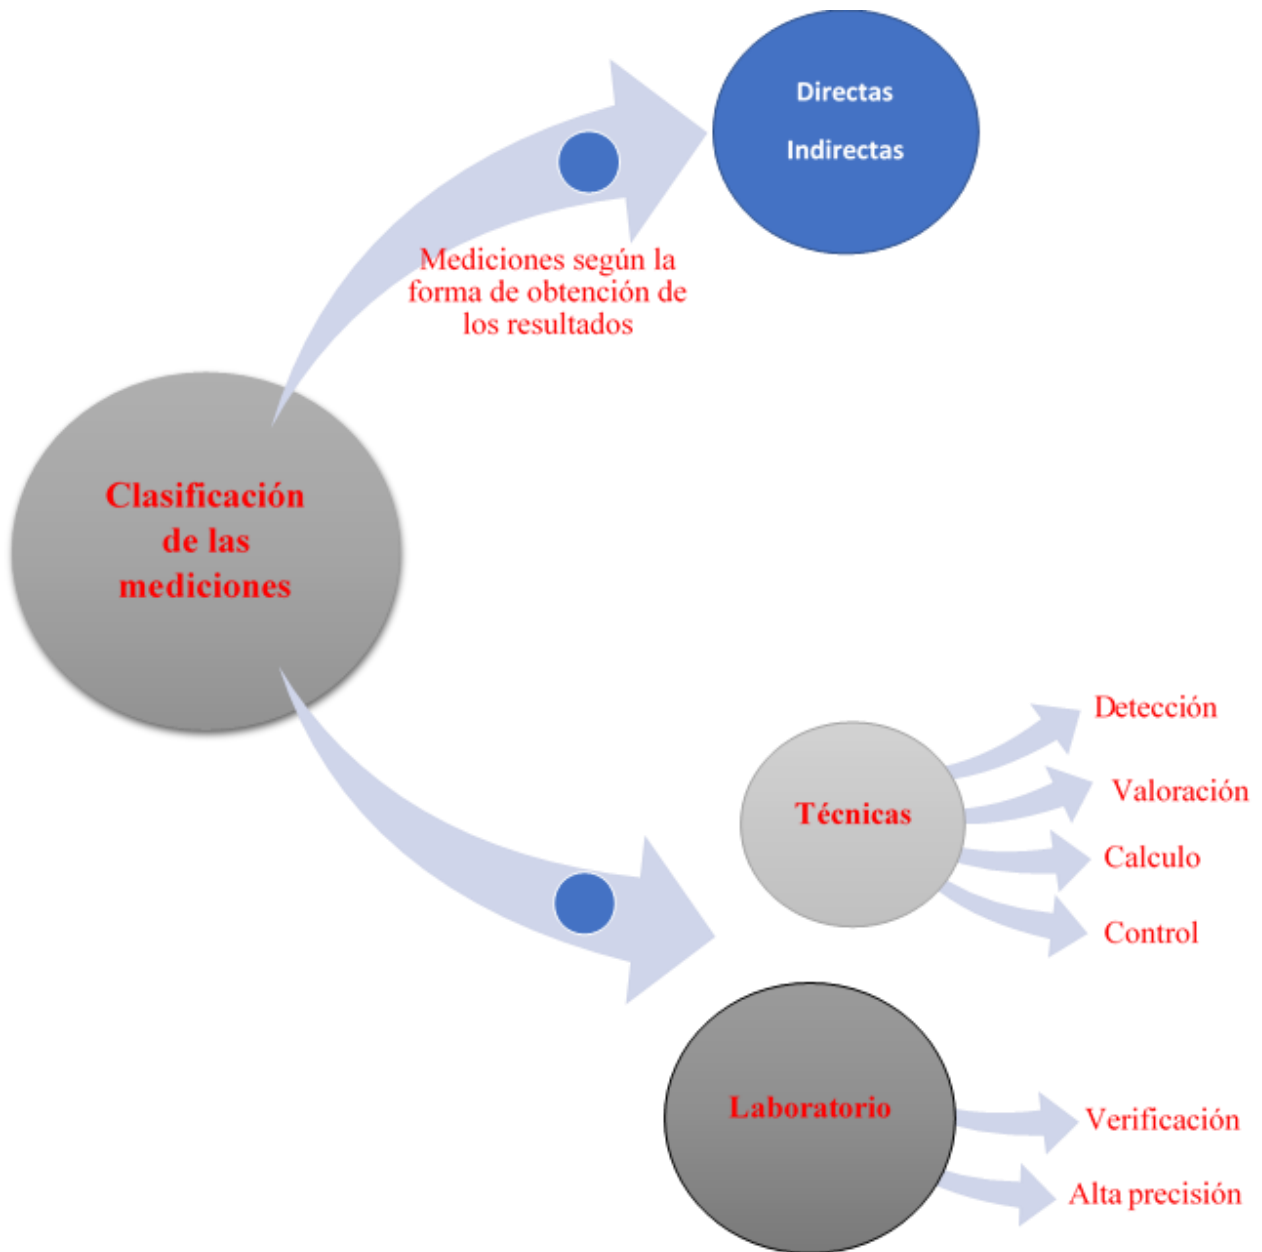 Directas
Indirectas
Mediciones según la
forma de obtención de
los resultados
Clasificación
de las
mediciones
Técnicas
Detección
Valoración
Calculo
Control
Laboratorio
Verificación
Alta precisión